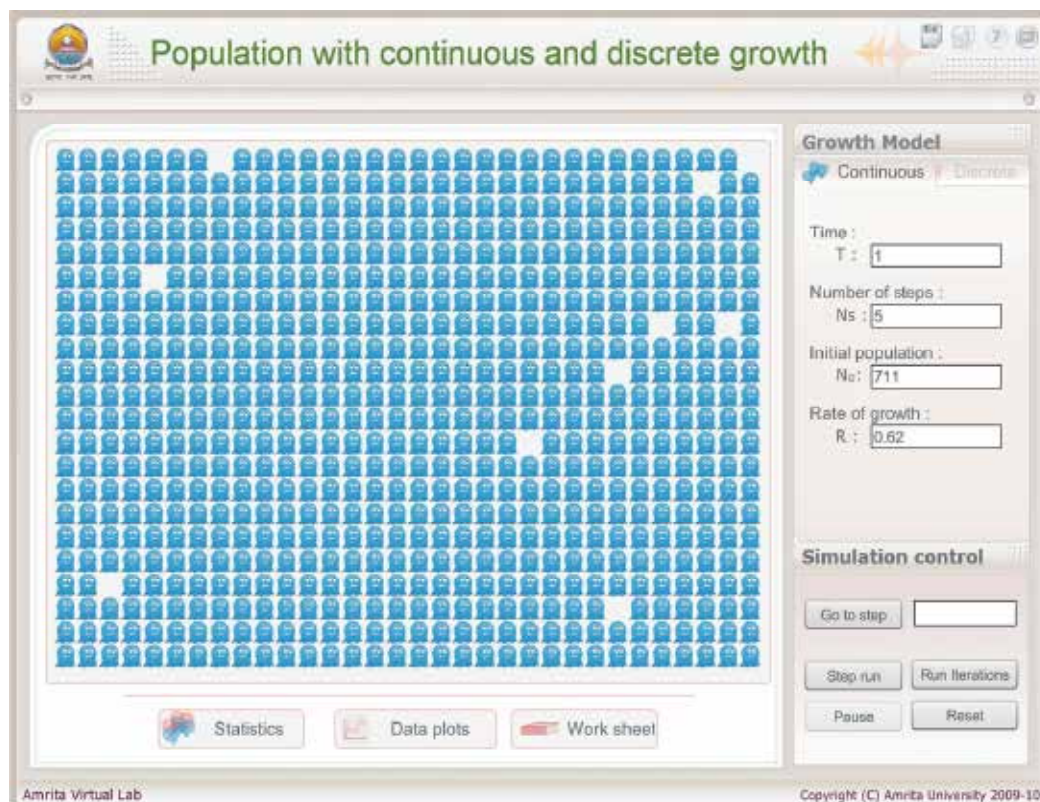 Population with continuous and discrete growth
Growth Model
Continuous Discrete
Time :
T : 1
Number of steps :
Ns : 5
Initial population :
No: 711
Rate of growth :
R : 0.62
Simulation control
Go to step
Step run Run Iterations
Pause Reset
Statistics Data plots Work sheet
Amrita Virtual Lab Copyright (C) Amrita University 2009-10